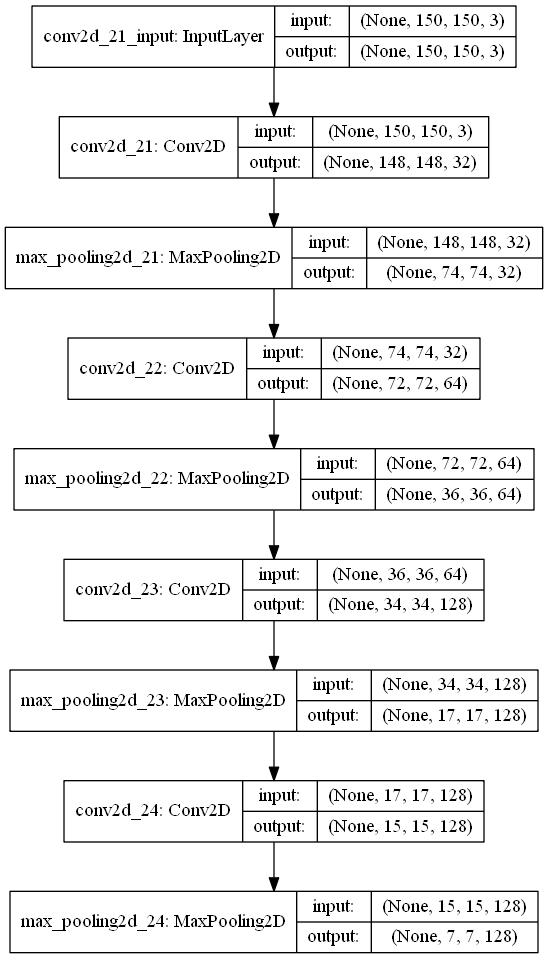 conv2d_21_input: InputLayer
input: (None, 150, 150, 3)
output: (None, 150, 150, 3)
conv2d_21: Conv2D
input: (None, 150, 150, 3)
output: (None, 148, 148, 32)
max_pooling2d_21: MaxPooling2D
input: (None, 148, 148, 32)
output: (None, 74, 74, 32)
conv2d_22: Conv2D
input: (None, 74, 74, 32)
output: (None, 72, 72, 64)
max_pooling2d_22: MaxPooling2D
input: (None, 72, 72, 64)
output: (None, 36, 36, 64)
conv2d_23: Conv2D
input: (None, 36, 36, 64)
output: (None, 34, 34, 128)
max_pooling2d_23: MaxPooling2D
input: (None, 34, 34, 128)
output: (None, 17, 17, 128)
conv2d_24: Conv2D
input: (None, 17, 17, 128)
output: (None, 15, 15, 128)
max_pooling2d_24: MaxPooling2D
input: (None, 15, 15, 128)
output: (None, 7, 7, 128)